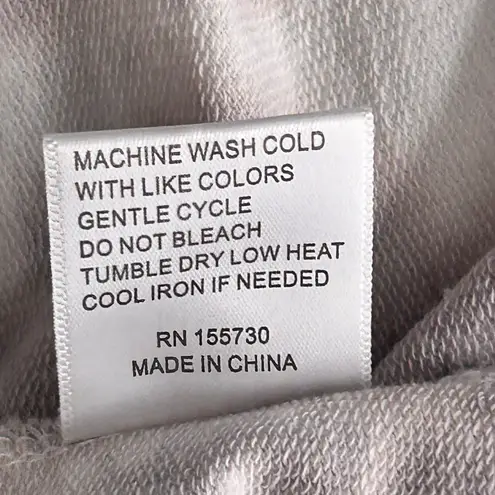 MACHINE WASH COLD
WITH LIKE COLORS
GENTLE CYCLE
DO NOT BLEACH
TUMBLE DRY LOW HEAT
COOL IRON IF NEEDED
RN 155730
MADE IN CHINA